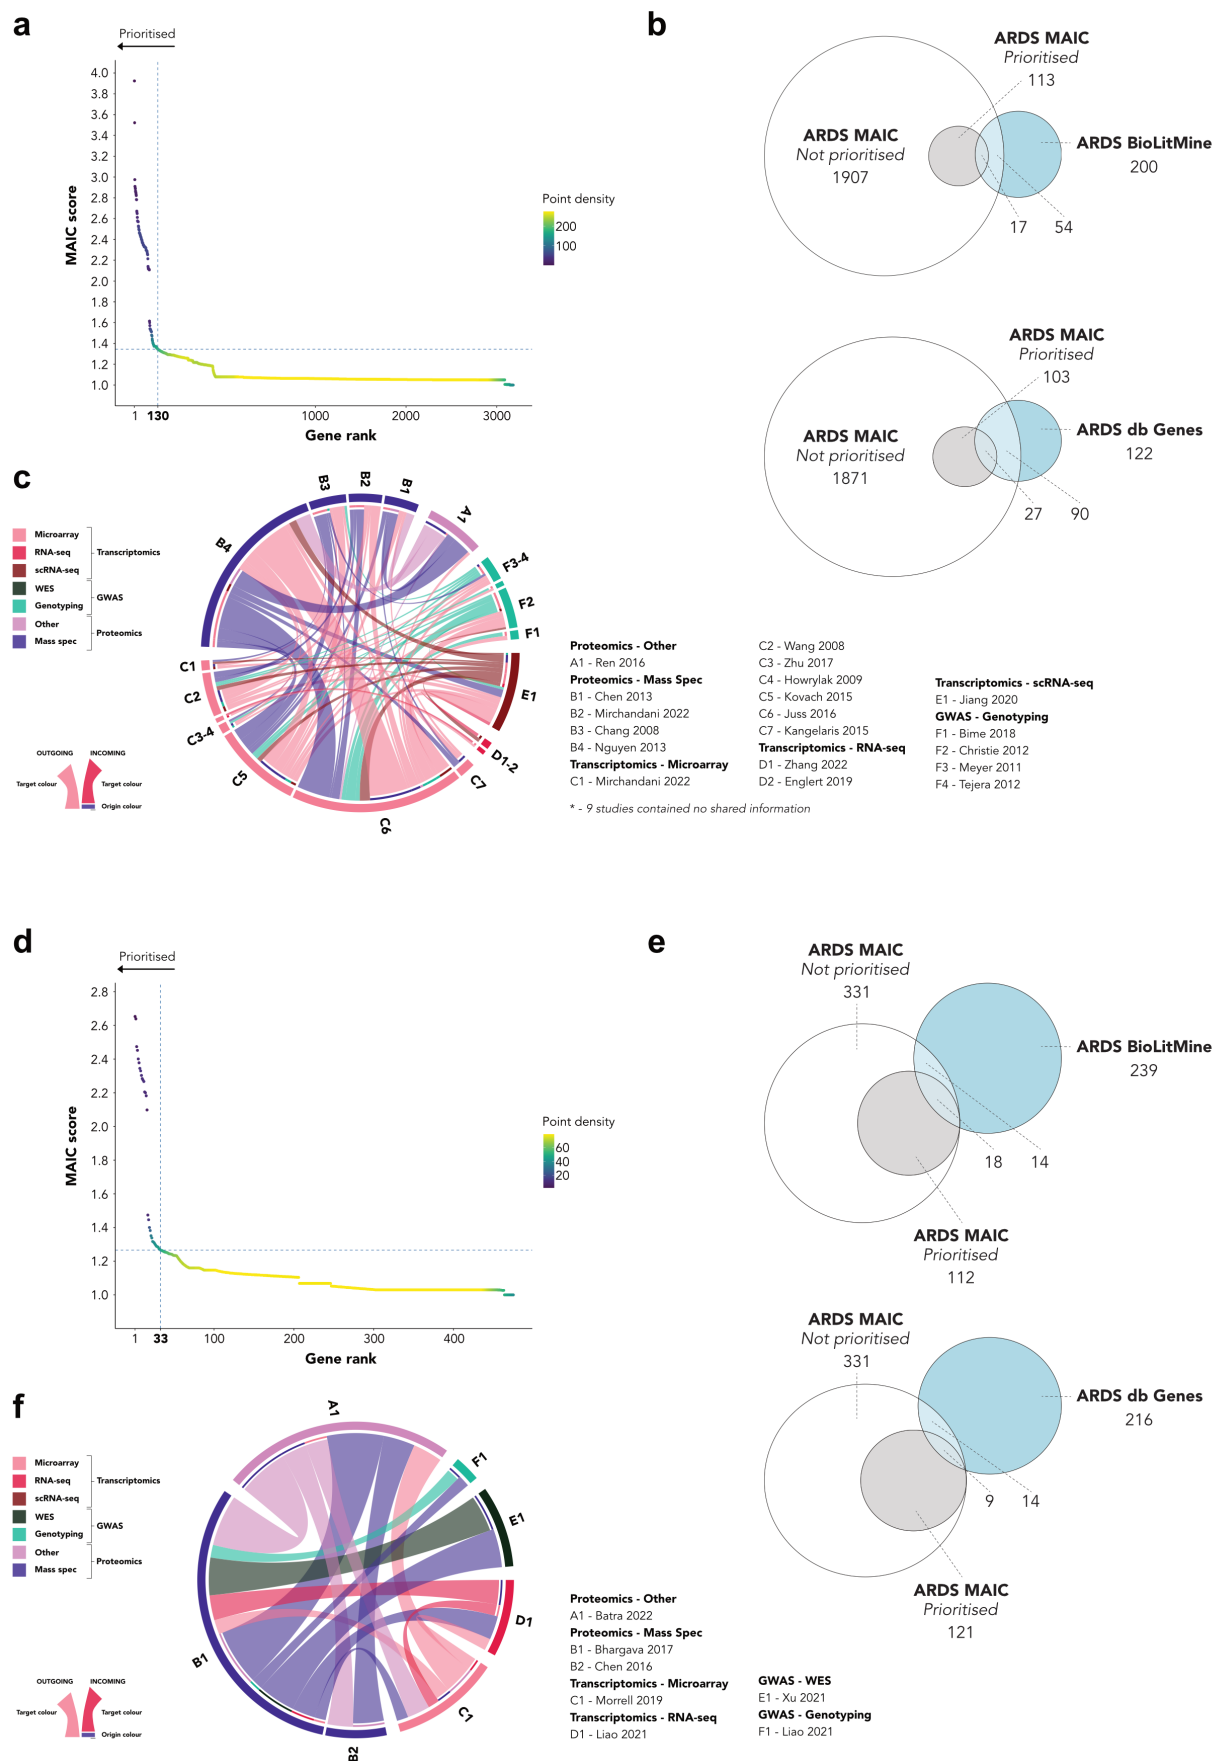 a
Prioritised
4.0
3.8
3.6
3.4
3.2
3.0
2.8
2.6
2.4
2.2
2.0
1.8
1.6
1.4
1.2
1.0
MAIC score
1
130
1000
2000
3000
Gene rank
Point density
200
100
b
ARDS MAIC
Prioritised
113
ARDS MAIC
Not prioritised
1907
ARDS BioLitMine
200
17
54
ARDS MAIC
Prioritised
103
ARDS MAIC
Not prioritised
1871
ARDS db Genes
122
27
90
c
Microarray
RNA-seq
scRNA-seq
WES
Genotyping
Other
Mass spec
Transcriptomics
GWAS
Proteomics
OUTGOING
INCOMING
Target colour
Target colour
Origin colour
B4
B3
B2
B1
A1
F3-4
F2
F1
E1
D1-2
C7
C6
C5
C3-4
C2
C1
Proteomics - Other
A1 - Ren 2016
Proteomics - Mass Spec
B1 - Chen 2013
B2 - Mirchandani 2022
B3 - Chang 2008
B4 - Nguyen 2013
Transcriptomics - Microarray
C1 - Mirchandani 2022
C2 - Wang 2008
C3 - Zhu 2017
C4 - Howrylak 2009
C5 - Kovach 2015
C6 - Juss 2016
C7 - Kangelaris 2015
Transcriptomics - RNA-seq
D1 - Zhang 2022
D2 - Englert 2019
Transcriptomics - scRNA-seq
E1 - Jiang 2020
GWAS - Genotyping
F1 - Bime 2018
F2 - Christie 2012
F3 - Meyer 2011
F4 - Tejera 2012
* - 9 studies contained no shared information
d
Prioritised
2.8
2.6
2.4
2.2
2.0
1.8
1.6
1.4
1.2
1.0
MAIC score
1
33
100
200
300
400
Gene rank
Point density
60
40
20
e
ARDS MAIC
Not prioritised
331
ARDS BioLitMine
239
18
14
ARDS MAIC
Prioritised
112
ARDS MAIC
Not prioritised
331
ARDS db Genes
216
9
14
ARDS MAIC
Prioritised
121
f
Microarray
RNA-seq
scRNA-seq
WES
Genotyping
Other
Mass spec
Transcriptomics
GWAS
Proteomics
OUTGOING
INCOMING
Target colour
Target colour
Origin colour
A1
F1
E1
D1
C1
B2
B1
Proteomics - Other
A1 - Batra 2022
Proteomics - Mass Spec
B1 - Bhargava 2017
B2 - Chen 2016
Transcriptomics - Microarray
C1 - Morrell 2019
Transcriptomics - RNA-seq
D1 - Liao 2021
GWAS - WES
E1 - Xu 2021
GWAS - Genotyping
F1 - Liao 2021